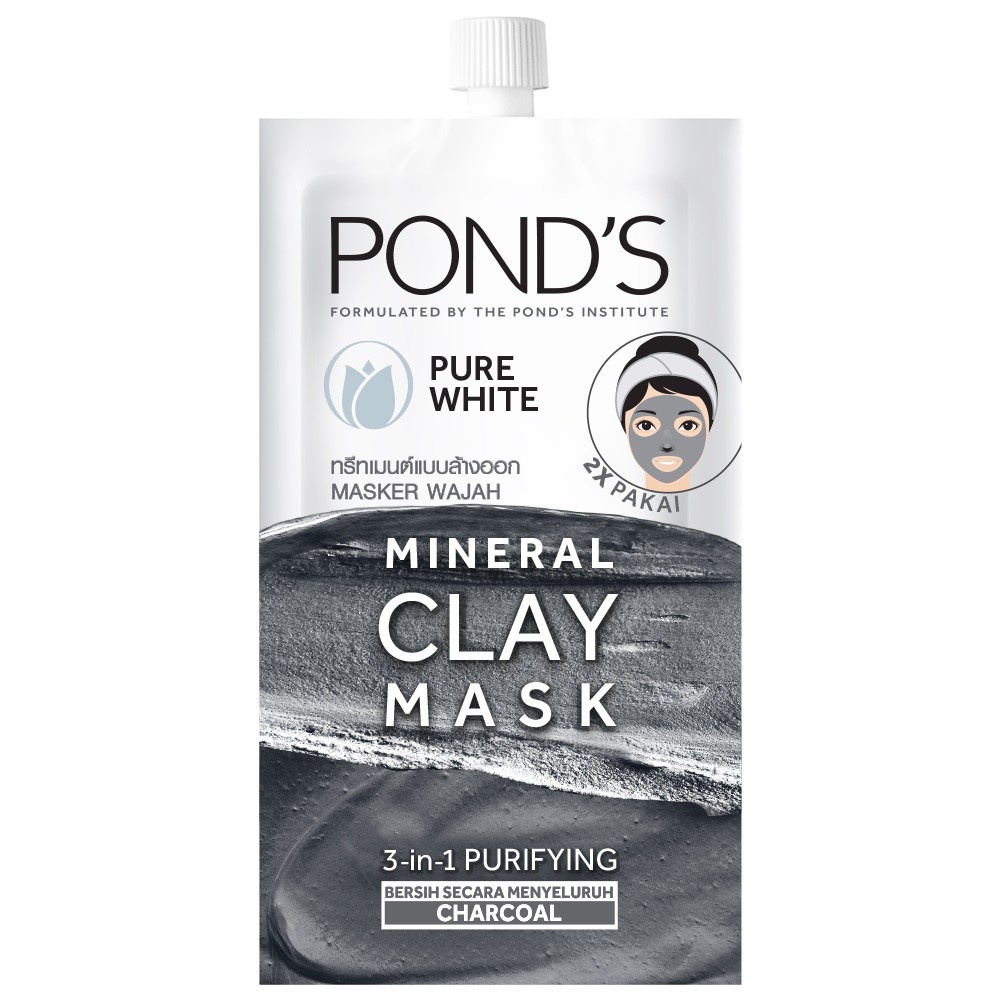 POND'S
FORMULATED BY THE POND'S INSTITUTE
PURE
WHITE
ทรีทเมนต์แบบล้างออก
MASKER WAJAH
2X PAKAI
MINERAL
CLAY
MASK
3-in-1 PURIFYING
BERSIH SECARA MENYELURUH
CHARCOAL